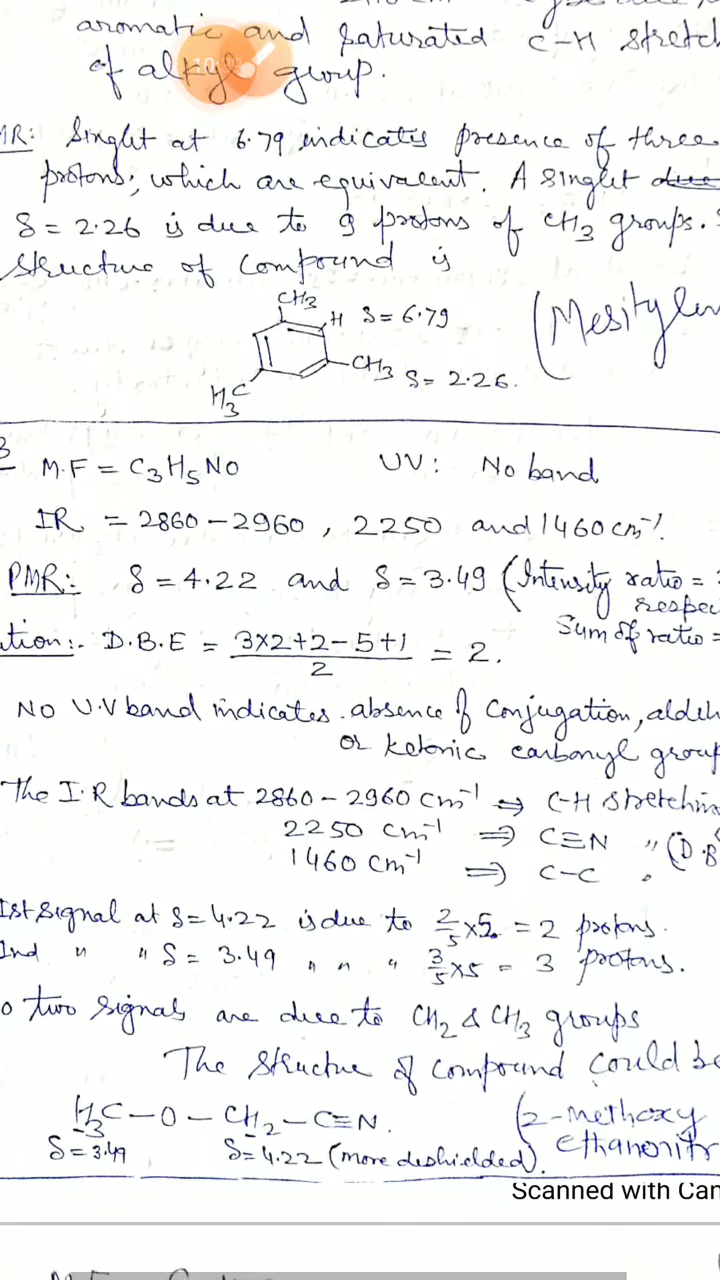 aromatic and saturated C-H stretch
of alkyl group.
MR: Singlet at 6.79 indicates presence of three
protons, which are equivalent. A singlet due
δ = 2.26 is due to 9 protons of CH3 groups.
structure of compound is
CH3
H δ = 6.79
(Mesitylen
CH3 δ = 2.26.
H3C
3 M.F = C3H5NO UV: No band
IR = 2860-2960, 2250 and 1460 cm⁻¹.
PMR: δ = 4.22 and δ = 3.49 (Intensity ratio =
respec
Sum of ratio =
ution:- D.B.E = 3x2+2-5+1 / 2 = 2.
No U.V band indicates absence of conjugation, aldeh
or ketonic carbonyl group
The I.R bands at 2860-2960 cm⁻¹ ⇒ C-H stretchin
2250 cm⁻¹ ⇒ C≡N " (D.B
1460 cm⁻¹ ⇒ C-C "
Ist signal at δ = 4.22 is due to 2/5 x 5 = 2 protons.
IInd " " δ = 3.49 " " " 3/5 x 5 = 3 protons.
o two signals are due to CH2 & CH3 groups
The structure of compound could be
H3C-O-CH2-C≡N. (2-methoxy
δ = 3.49 δ = 4.22 (more deshielded). ethanonitr
Scanned with Can